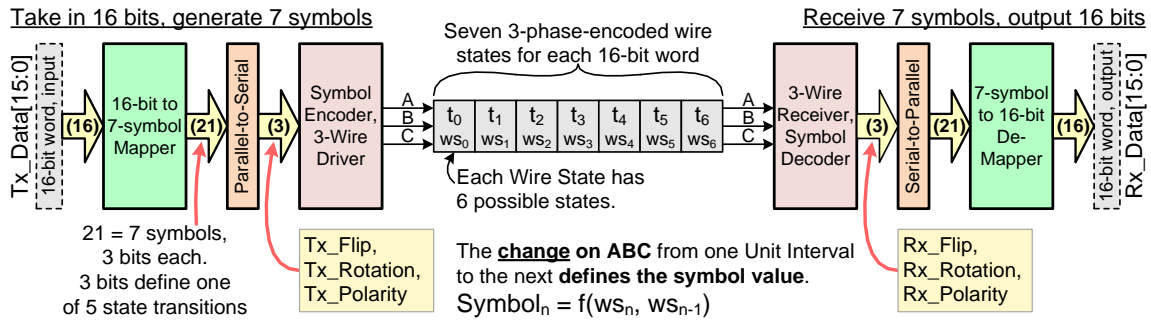 Take in 16 bits, generate 7 symbols
Receive 7 symbols, output 16 bits
Seven 3-phase-encoded wire
states for each 16-bit word
Tx_Data[15:0]
16-bit word, input
(16)
16-bit to
7-symbol
Mapper
(21)
Parallel-to-Serial
(3)
Symbol
Encoder,
3-Wire
Driver
A
B
C
t0 t1 t2 t3 t4 t5 t6
ws0 ws1 ws2 ws3 ws4 ws5 ws6
A
B
C
3-Wire
Receiver,
Symbol
Decoder
(3)
Serial-to-Parallel
(21)
7-symbol
to 16-bit
De-
Mapper
(16)
16-bit word, output
Rx_Data[15:0]
Each Wire State has
6 possible states.
21 = 7 symbols,
3 bits each.
3 bits define one
of 5 state transitions
Tx_Flip,
Tx_Rotation,
Tx_Polarity
The change on ABC from one Unit Interval
to the next defines the symbol value.
Symboln = f(wsn, wsn-1)
Rx_Flip,
Rx_Rotation,
Rx_Polarity